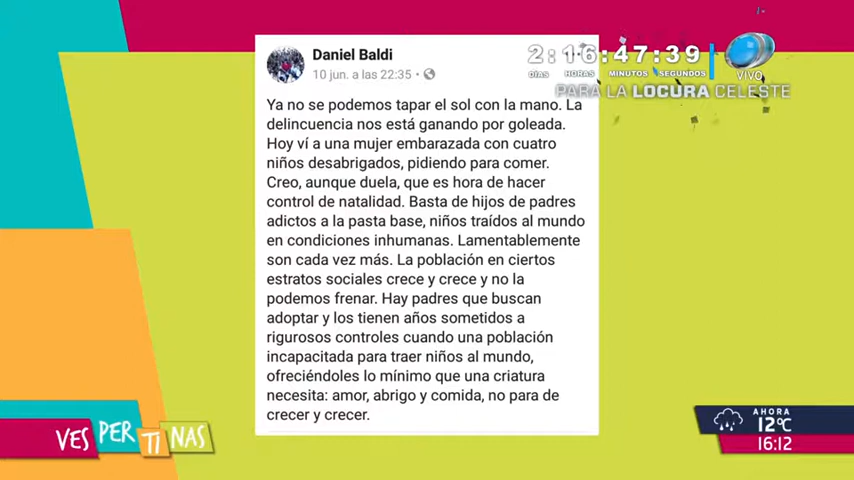 Daniel Baldi
10 jun. a las 22:35 •
Ya no se podemos tapar el sol con la mano. La
delincuencia nos está ganando por goleada.
Hoy ví a una mujer embarazada con cuatro
niños desabrigados, pidiendo para comer.
Creo, aunque duela, que es hora de hacer
control de natalidad. Basta de hijos de padres
adictos a la pasta base, niños traídos al mundo
en condiciones inhumanas. Lamentablemente
son cada vez más. La población en ciertos
estratos sociales crece y crece y no la
podemos frenar. Hay padres que buscan
adoptar y los tienen años sometidos a
rigurosos controles cuando una población
incapacitada para traer niños al mundo,
ofreciéndoles lo mínimo que una criatura
necesita: amor, abrigo y comida, no para de
crecer y crecer.
2:16:47:39
DÍAS HORAS MINUTOS SEGUNDOS
VIVO
PARA LA LOCURA CELESTE
VESPERTINAS
AHORA
12°C
16:12